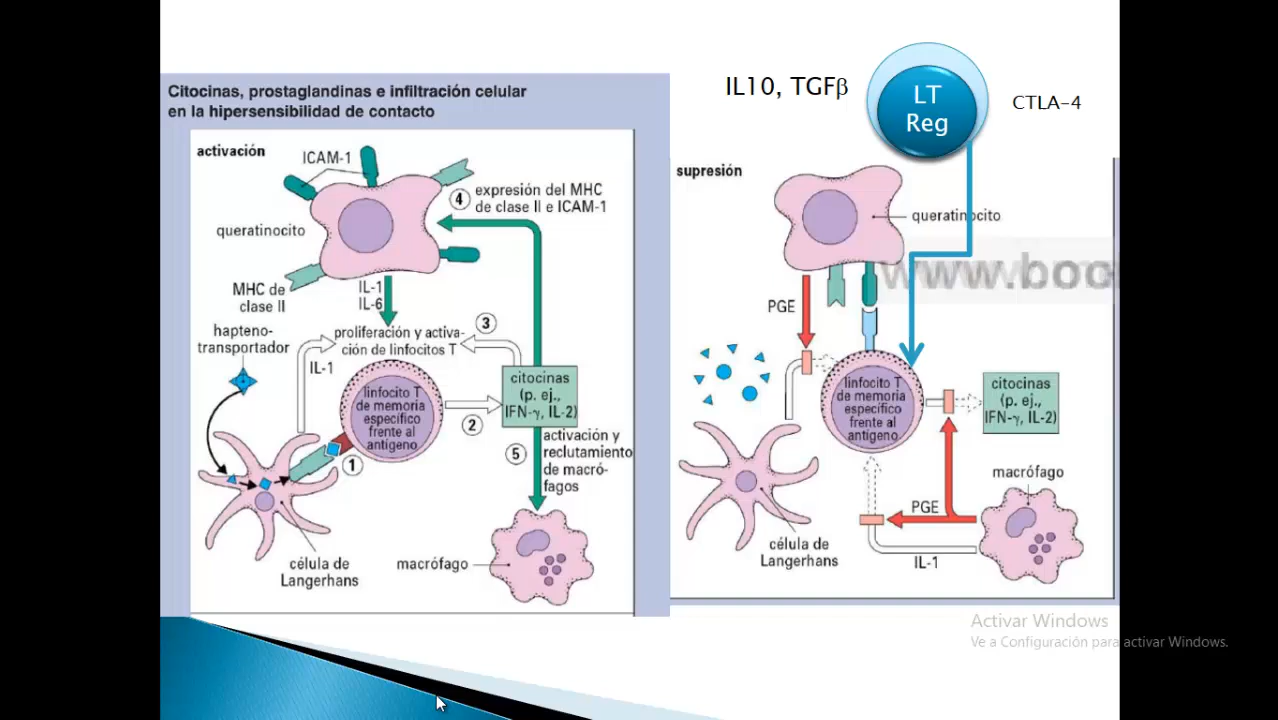 Citocinas, prostaglandinas e infiltración celular
en la hipersensibilidad de contacto
activación
ICAM-1
4
expresión del MHC
de clase II e ICAM-1
queratinocito
MHC de
clase II
IL-1
IL-6
hapteno-
transportador
proliferación y activa-
ción de linfocitos T
3
IL-1
linfocito T
de memoria
específico
frente al
antígeno
2
citocinas
(p. ej.,
IFN-γ, IL-2)
1
5
activación y
reclutamiento
de macró-
fagos
célula de
Langerhans
macrófago
IL10, TGFβ
LT
Reg
CTLA-4
supresión
queratinocito
www.boo
PGE
linfocito T
de memoria
específico
frente al
antígeno
citocinas
(p. ej.,
IFN-γ, IL-2)
macrófago
PGE
IL-1
célula de
Langerhans
Activar Windows
Ve a Configuración para activar Windows.